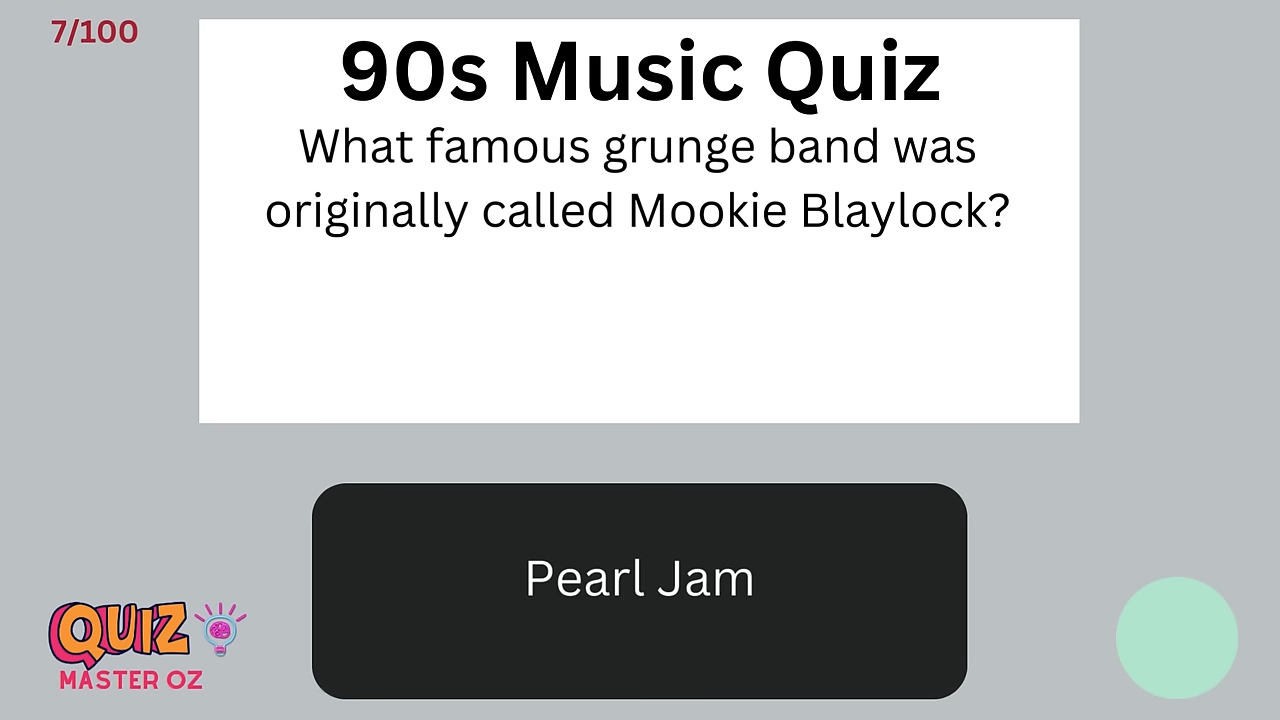 7/100
90s Music Quiz
What famous grunge band was
originally called Mookie Blaylock?
Pearl Jam
QUIZ
MASTER OZ